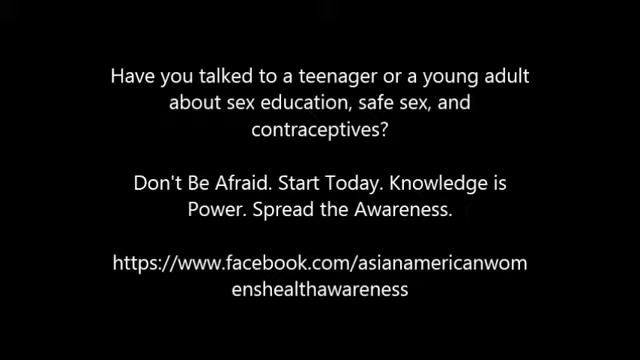 Have you talked to a teenager or a young adult
about sex education, safe sex, and
contraceptives?
Don't Be Afraid. Start Today. Knowledge is
Power. Spread the Awareness.
https://www.facebook.com/asianamericanwom
enshealthawareness